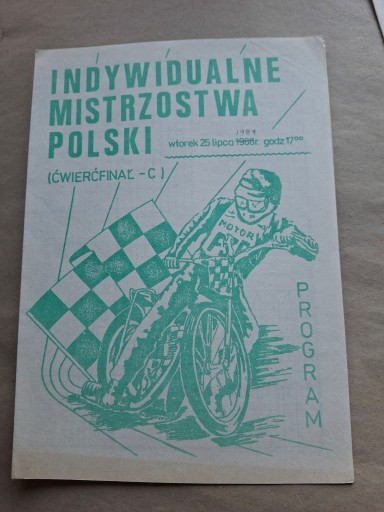 INDYWIDUALNE
MISTRZOSTWA
POLSKI
1989
wtorek 25 lipca 1988r. godz 17⁰⁰
(ĆWIERĆFINAŁ - C)
MOTOR
PROGRAM